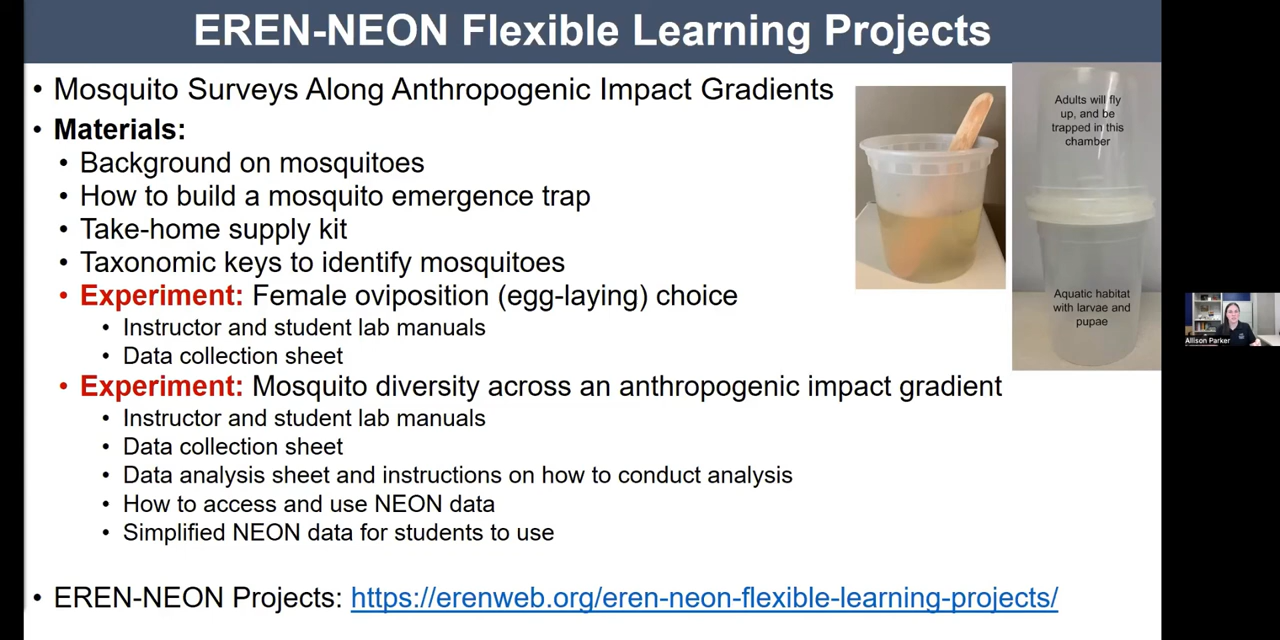 EREN-NEON Flexible Learning Projects
• Mosquito Surveys Along Anthropogenic Impact Gradients
• Materials:
• Background on mosquitoes
• How to build a mosquito emergence trap
• Take-home supply kit
• Taxonomic keys to identify mosquitoes
• Experiment: Female oviposition (egg-laying) choice
• Instructor and student lab manuals
• Data collection sheet
• Experiment: Mosquito diversity across an anthropogenic impact gradient
• Instructor and student lab manuals
• Data collection sheet
• Data analysis sheet and instructions on how to conduct analysis
• How to access and use NEON data
• Simplified NEON data for students to use
• EREN-NEON Projects: https://erenweb.org/eren-neon-flexible-learning-projects/
Adults will fly
up, and be
trapped in this
chamber
Aquatic habitat
with larvae and
pupae
Allison Parker